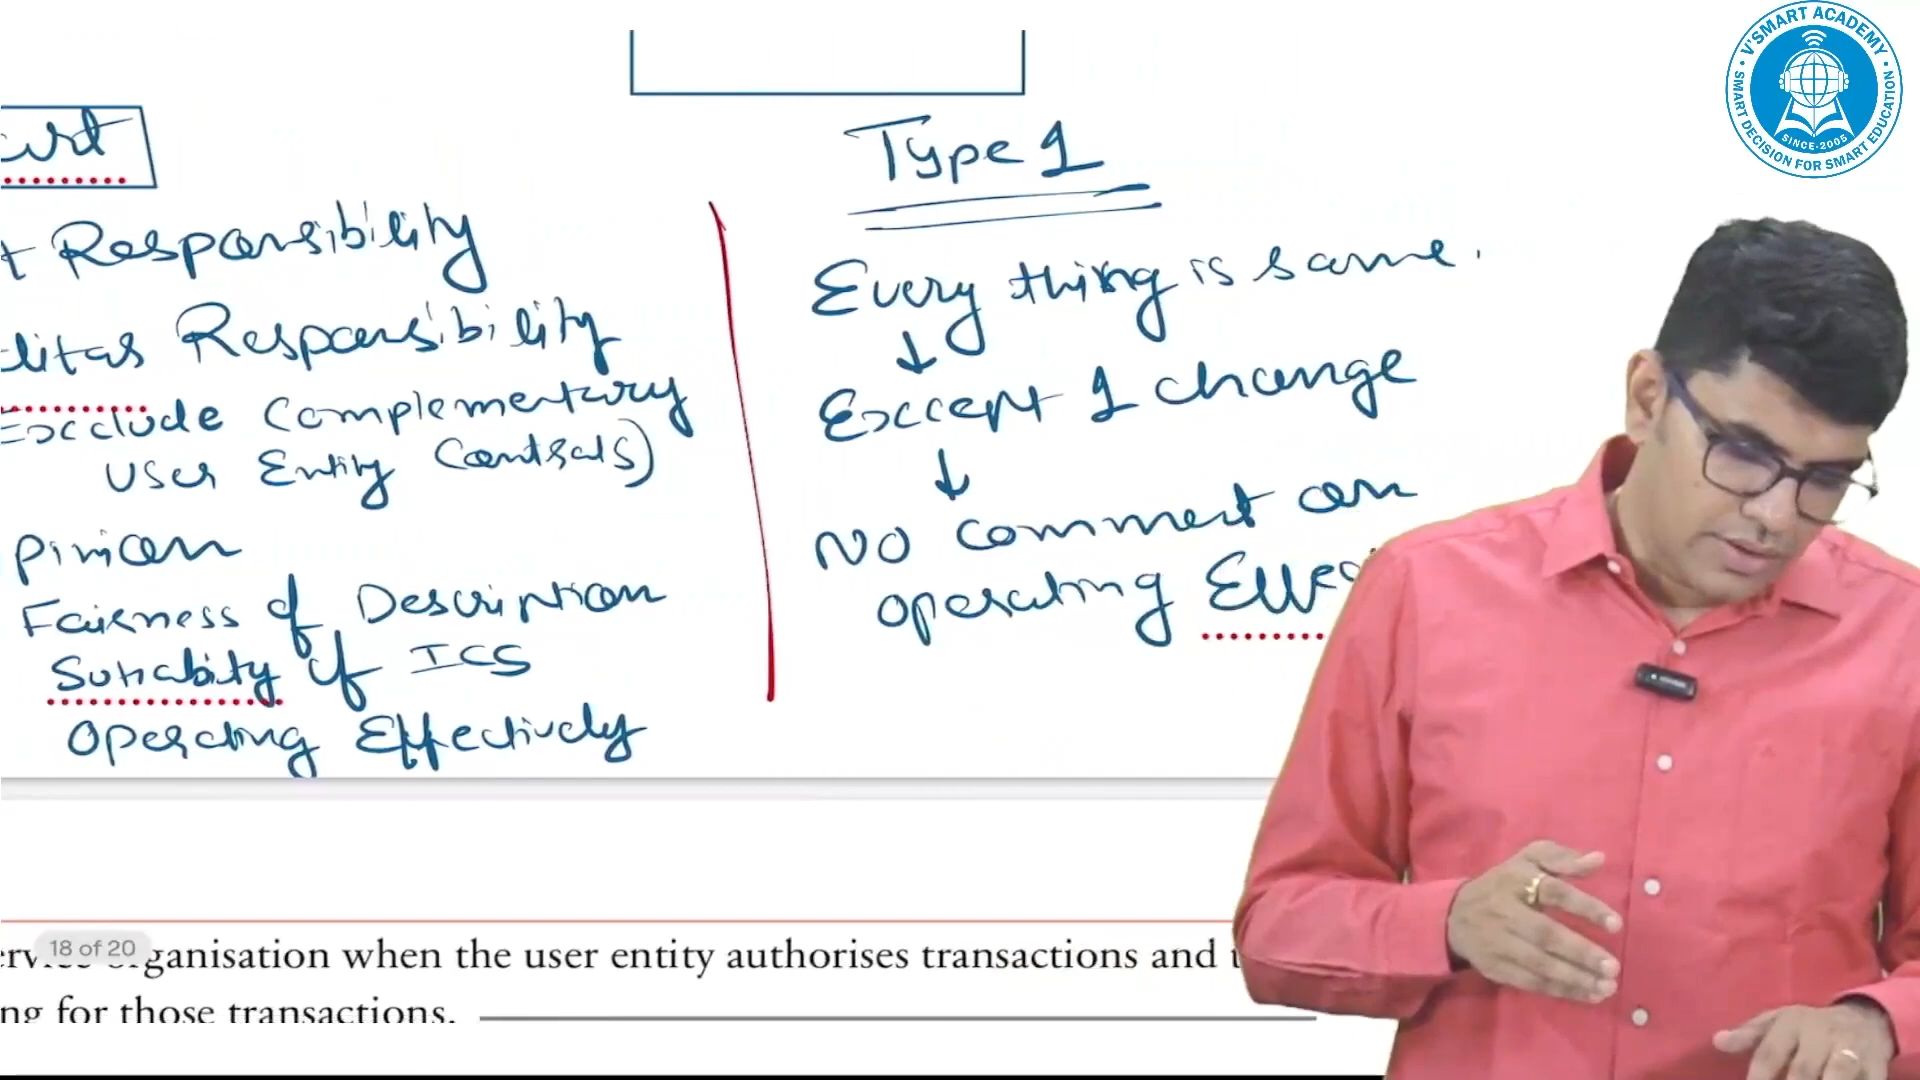 V'SMART ACADEMY
SMART DECISION FOR SMART EDUCATION
SINCE-2005
Type 1
Responsibility
Every thing is same.
Responsibility
Except 1 change
Exclude Complementary
User Entity Controls)
NO comment on
pinion
operating
Fairness of Description
Suitability of ICS
Operating Effectively
18 of 20
organisation when the user entity authorises transactions and
ng for those transactions.